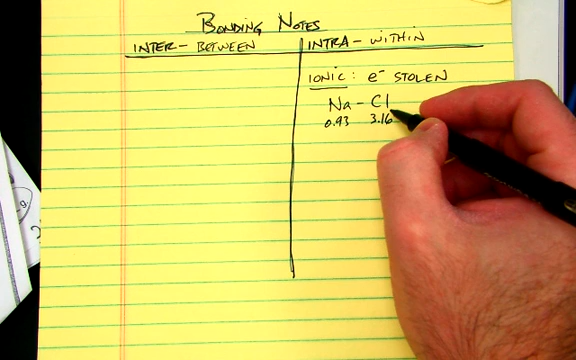 BONDING NOTES
INTER - BETWEEN
INTRA - WITHIN
IONIC: e⁻ STOLEN
Na - Cl
0.93 3.16